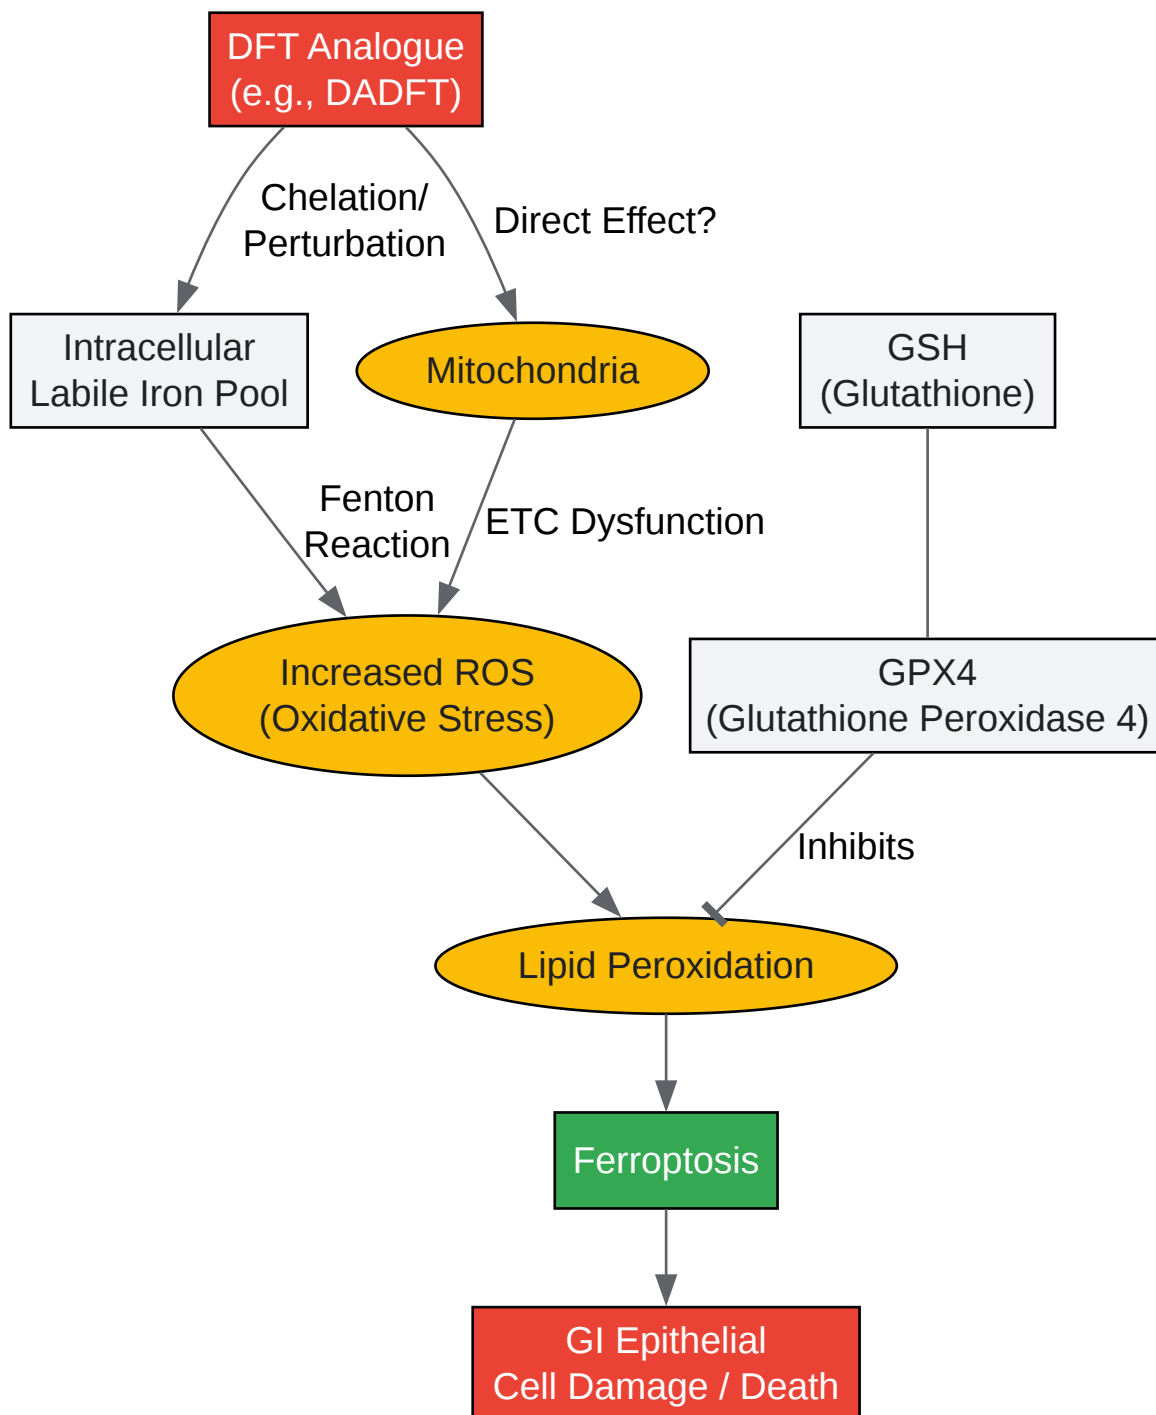 DFT Analogue
(e.g., DADFT)
Chelation/
Perturbation
Direct Effect?
Intracellular
Labile Iron Pool
Mitochondria
GSH
(Glutathione)
Fenton
Reaction
ETC Dysfunction
Increased ROS
(Oxidative Stress)
GPX4
(Glutathione Peroxidase 4)
Inhibits
Lipid Peroxidation
Ferroptosis
GI Epithelial
Cell Damage / Death